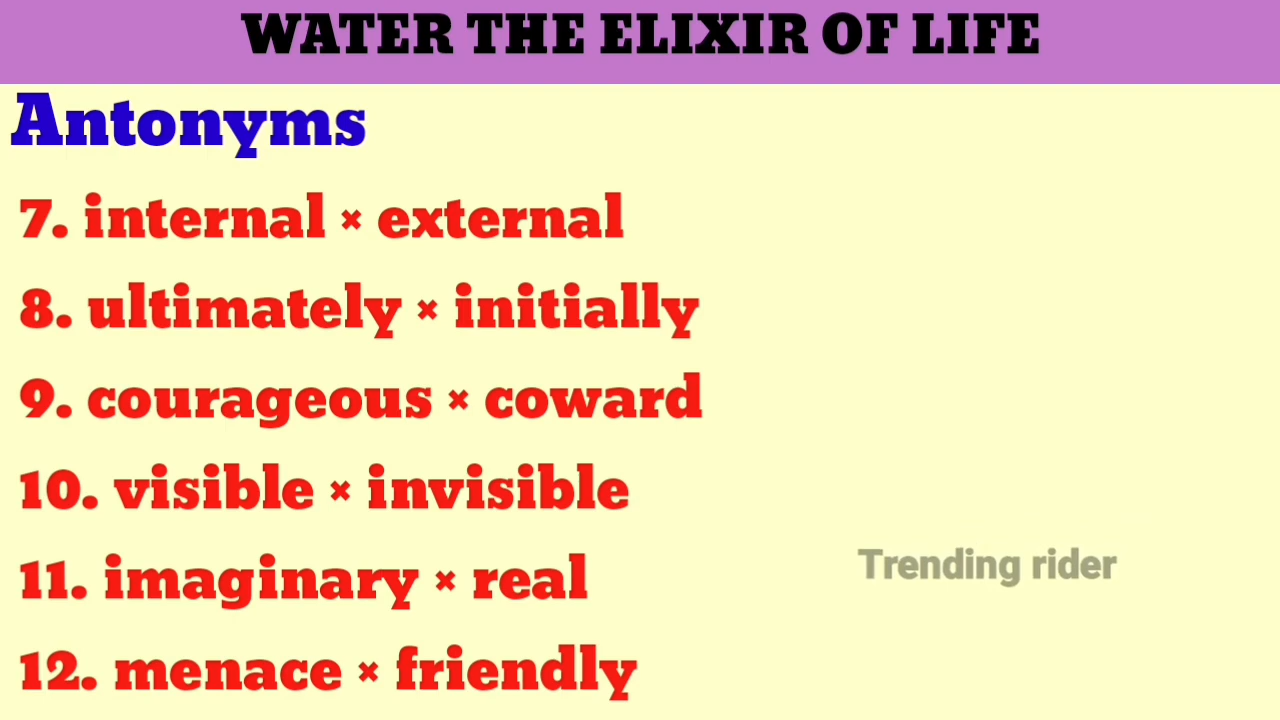 WATER THE ELIXIR OF LIFE
Antonyms
7. internal × external
8. ultimately × initially
9. courageous × coward
10. visible × invisible
11. imaginary × real
Trending rider
12. menace × friendly